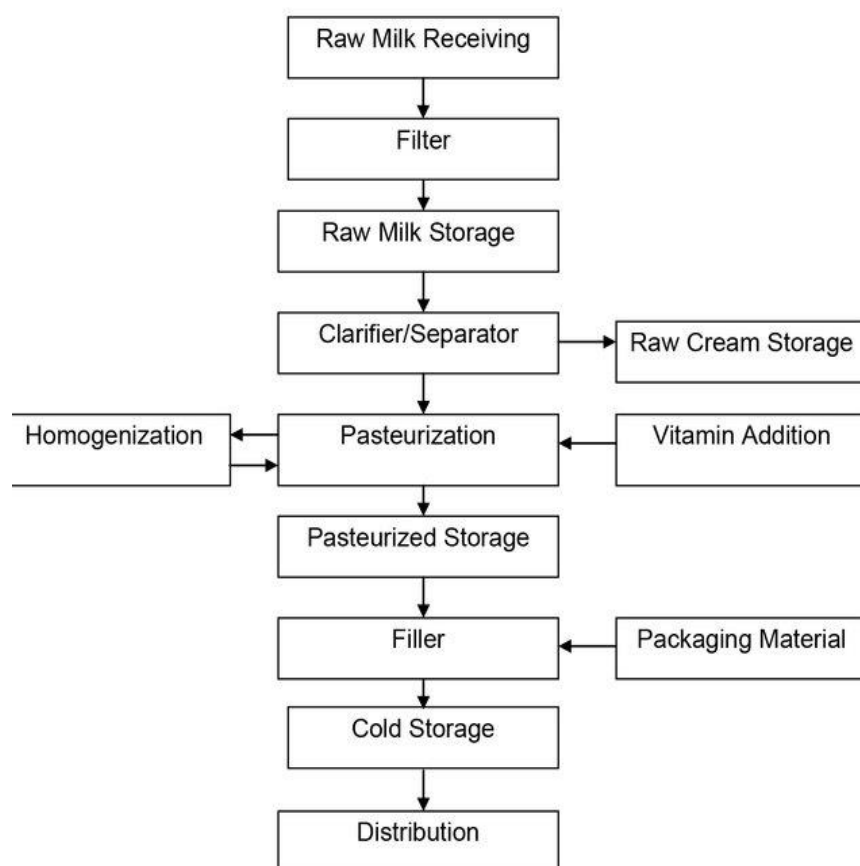 Raw Milk Receiving
Filter
Raw Milk Storage
Clarifier/Separator
Raw Cream Storage
Homogenization
Pasteurization
Vitamin Addition
Pasteurized Storage
Filler
Packaging Material
Cold Storage
Distribution